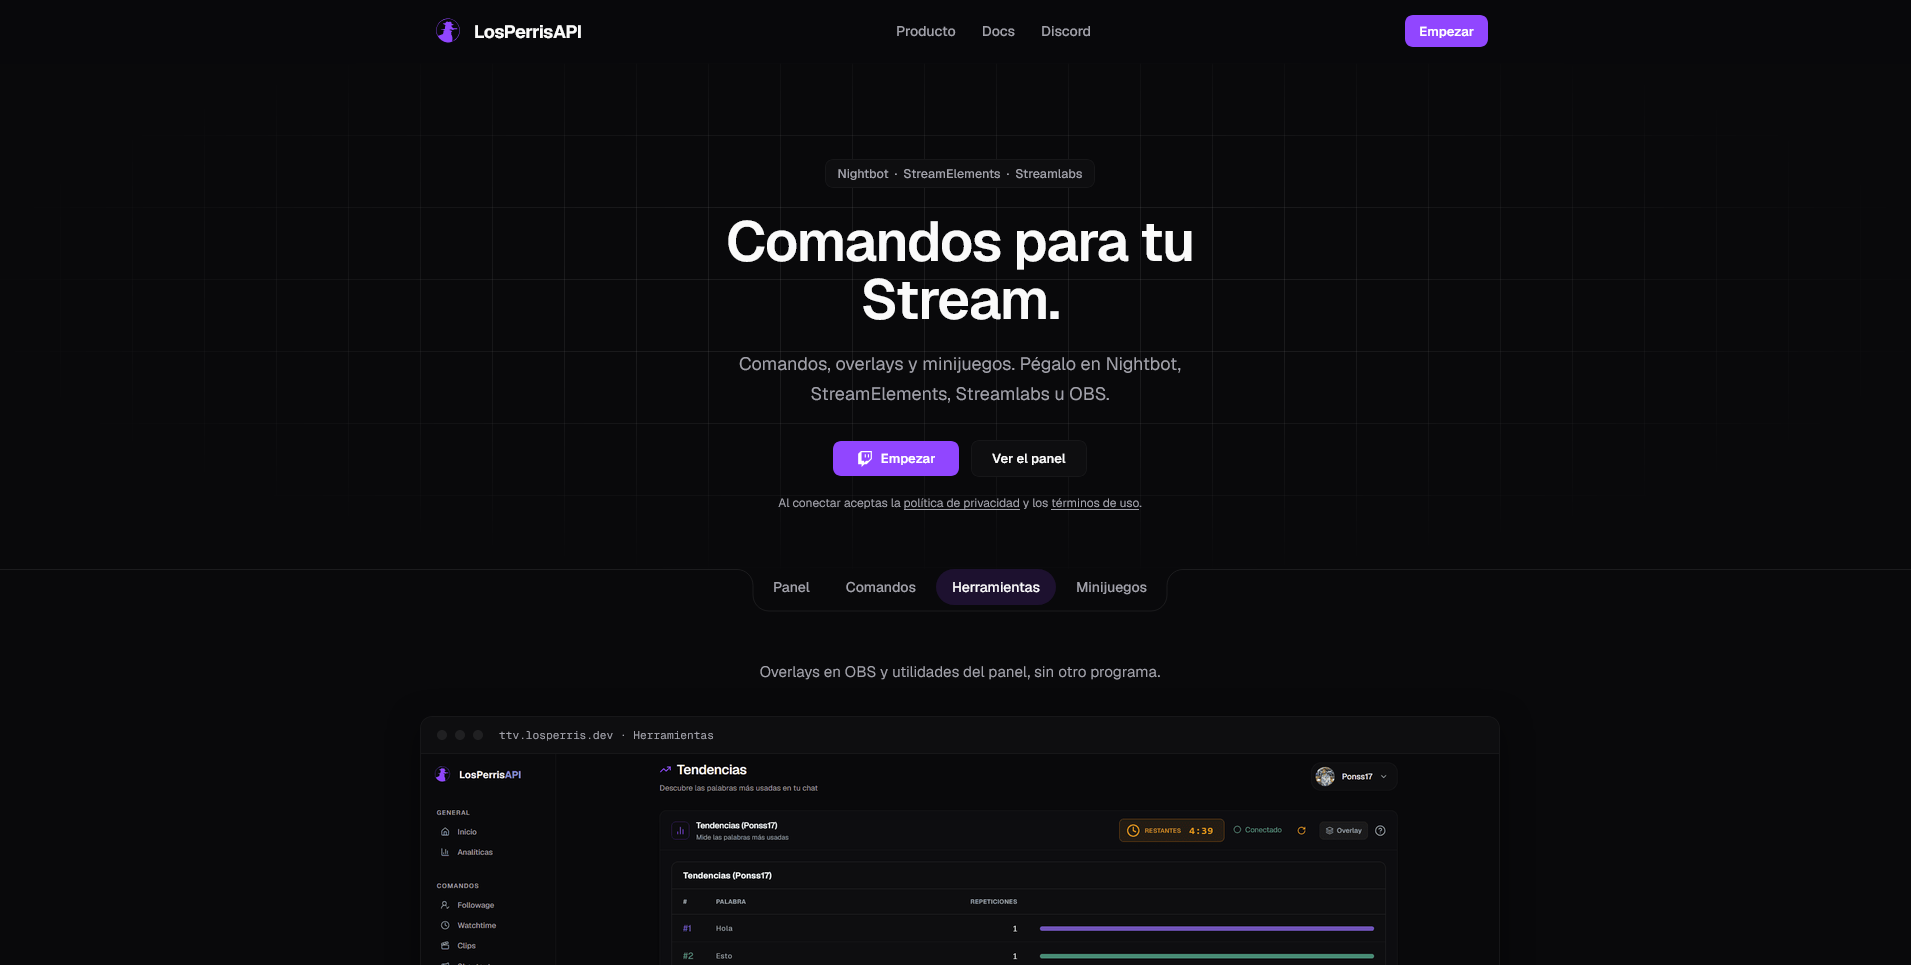 LosPerrisAPI
Producto Docs Discord
Empezar
Nightbot · StreamElements · Streamlabs
Comandos para tu
Stream.
Comandos, overlays y minijuegos. Pégalo en Nightbot,
StreamElements, Streamlabs u OBS.
Empezar
Ver el panel
Al conectar aceptas la política de privacidad y los términos de uso.
Panel Comandos Herramientas Minijuegos
Overlays en OBS y utilidades del panel, sin otro programa.
ttv.losperris.dev · Herramientas
LosPerrisAPI
GENERAL
Inicio
Analíticas
COMANDOS
Followage
Watchtime
Clips
Tendencias
Descubre las palabras más usadas en tu chat
Ponss17
Tendencias (Ponss17)
Mide las palabras más usadas
RESTANTES 4:39
Conectado
Overlay
Tendencias (Ponss17)
# PALABRA REPETICIONES
#1 Hola 1
#2 Esto 1